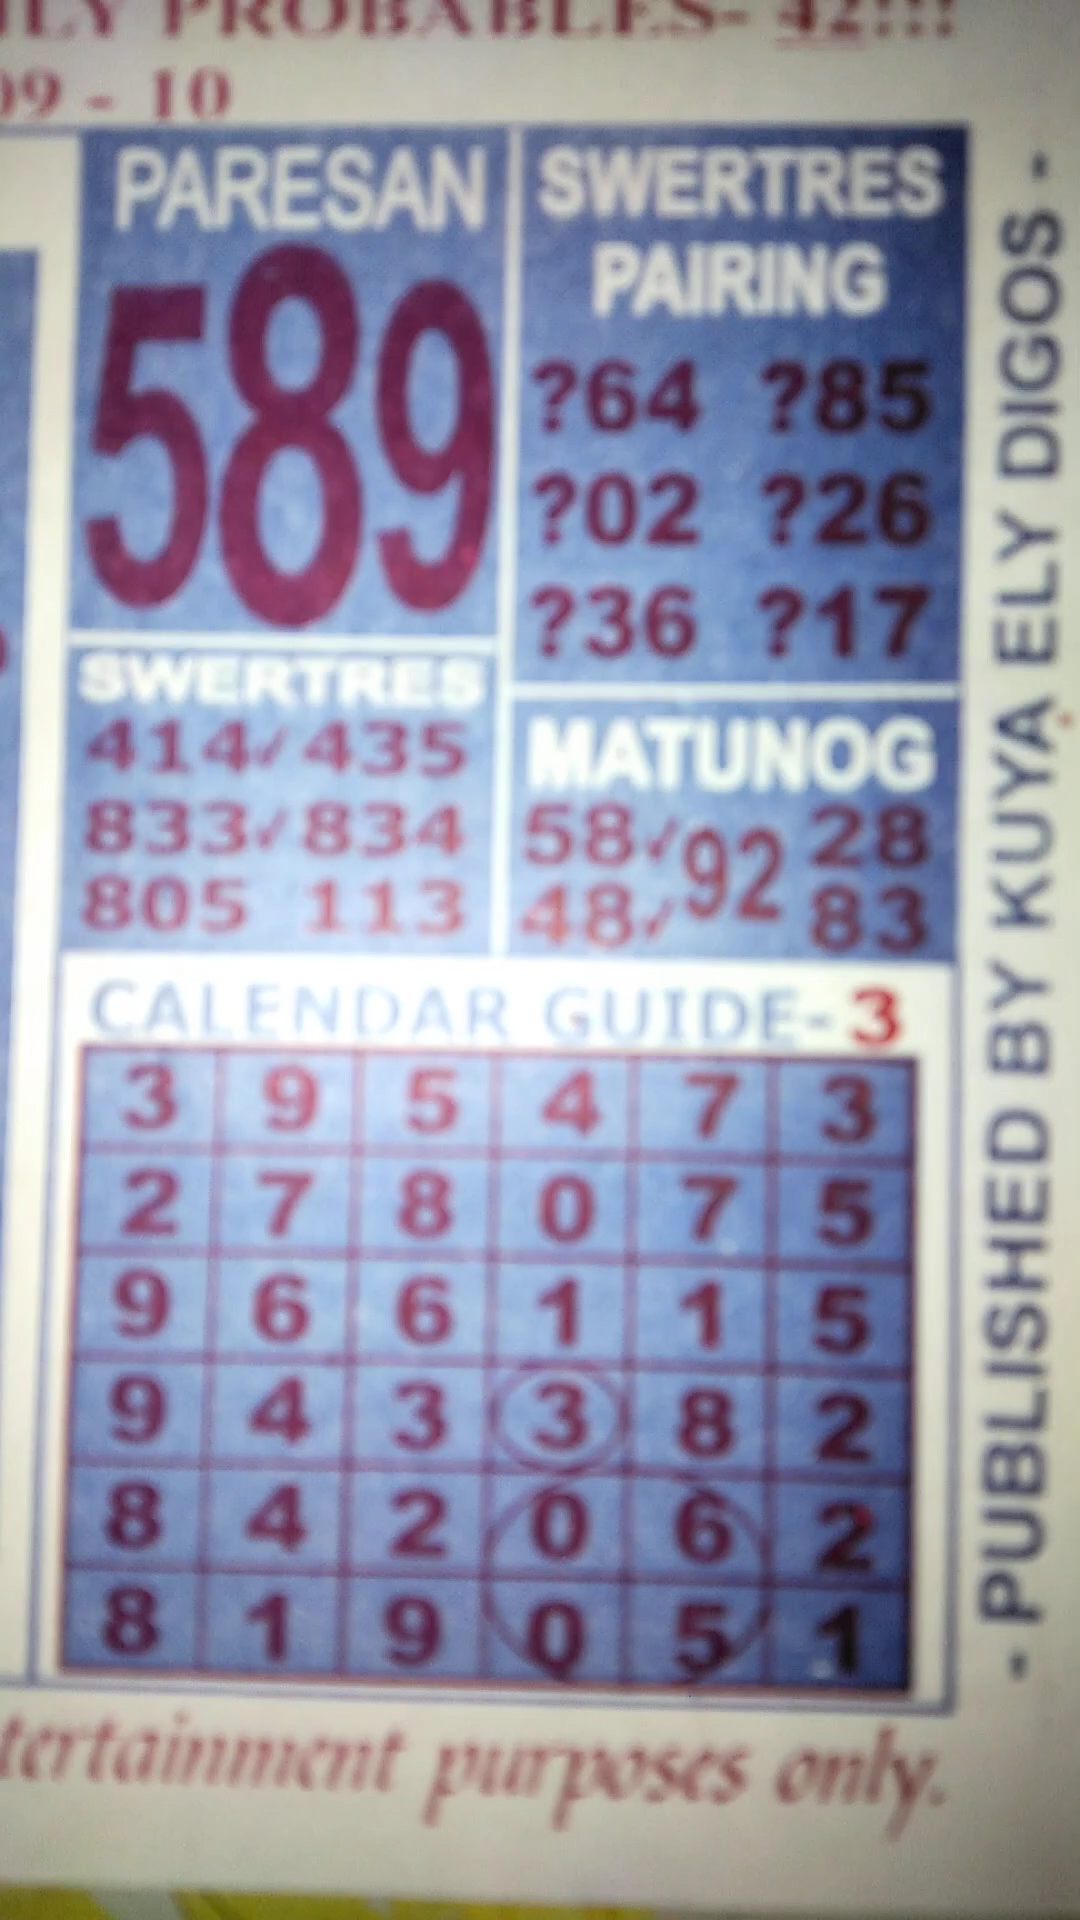 PROBABLES- 42!!!
09 - 10
PARESAN
589
SWERTRES
PAIRING
?64 ?85
?02 ?26
?36 ?17
SWERTRES
414✓ 435
833✓ 834
805 113
MATUNOG
58✓ 92 28
48✓ 83
CALENDAR GUIDE-3
3 9 5 4 7 3
2 7 8 0 7 5
9 6 6 1 1 5
9 4 3 3 8 2
8 4 2 0 6 2
8 1 9 0 5 1
purposes only.
- PUBLISHED BY KUYA ELY DIGOS -